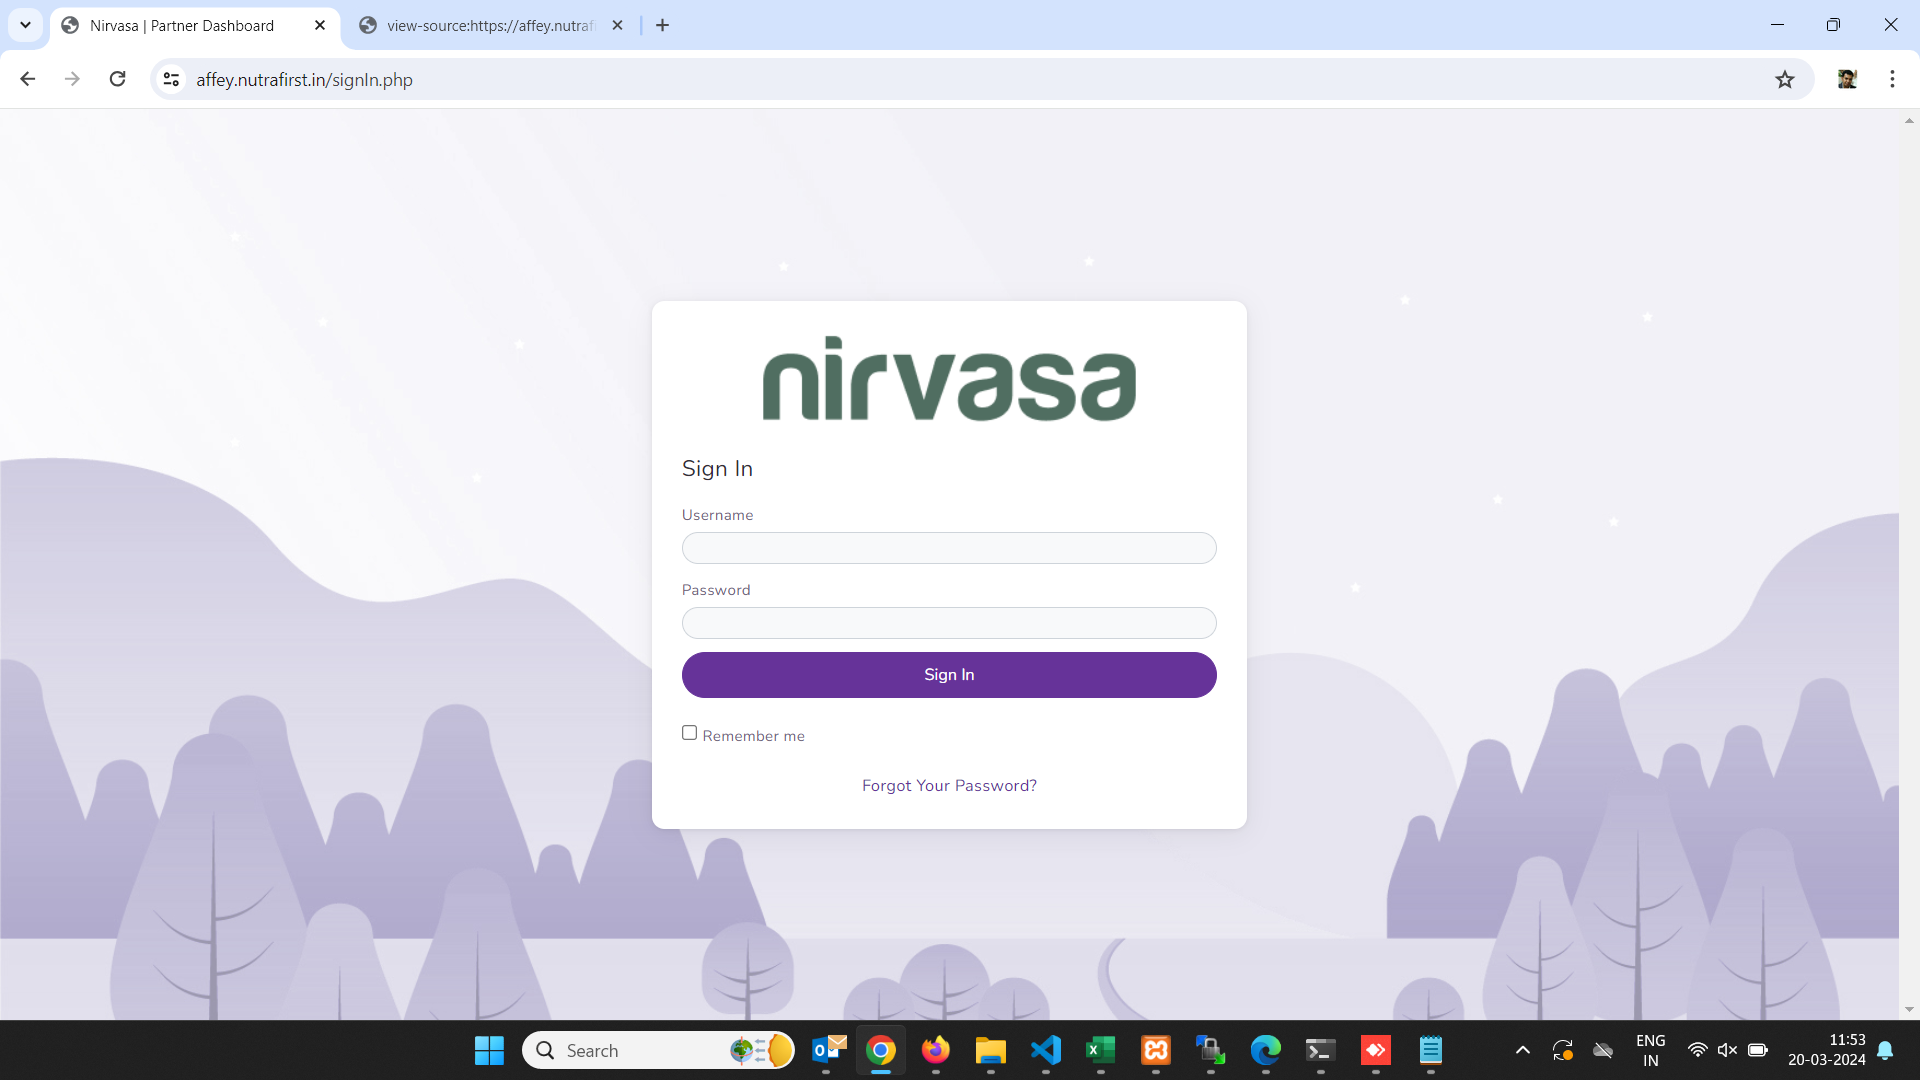 Nirvasa | Partner Dashboard
view-source:https://affey.nutrafi
affey.nutrafirst.in/signIn.php
nirvasa
Sign In
Username
Password
Sign In
Remember me
Forgot Your Password?
Search
ENG
IN
11:53
20-03-2024